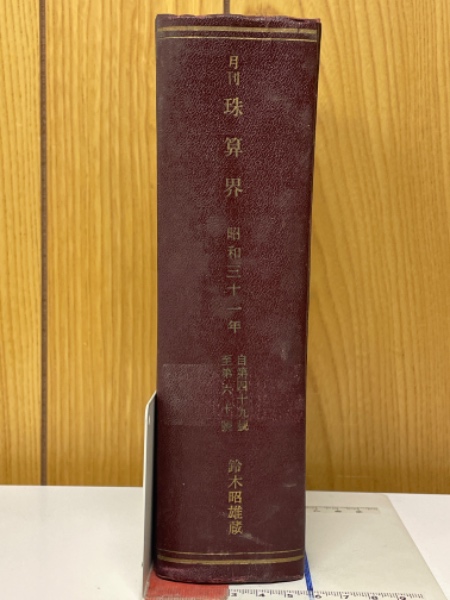 月刊
珠算界
昭和三十一年
自第四十九號
至第六十號
鈴木昭雄蔵